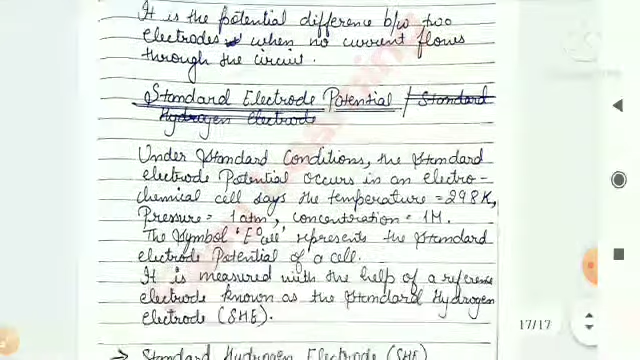 It is the potential difference b/w two
electrodes when no current flows
through the circuit.
Standard Electrode Potential / Standard
Hydrogen Electrode
Under Standard Conditions, the Standard
electrode Potential occurs in an electro-
chemical cell says the temperature = 298K,
Pressure = 1 atm, concentration = 1M.
The Symbol 'E°cell' represents the Standard
electrode Potential of a cell.
It is measured with the help of a reference
electrode known as the Standard Hydrogen
Electrode (SHE).
17/17
→ Standard Hydrogen Electrode (SHE)